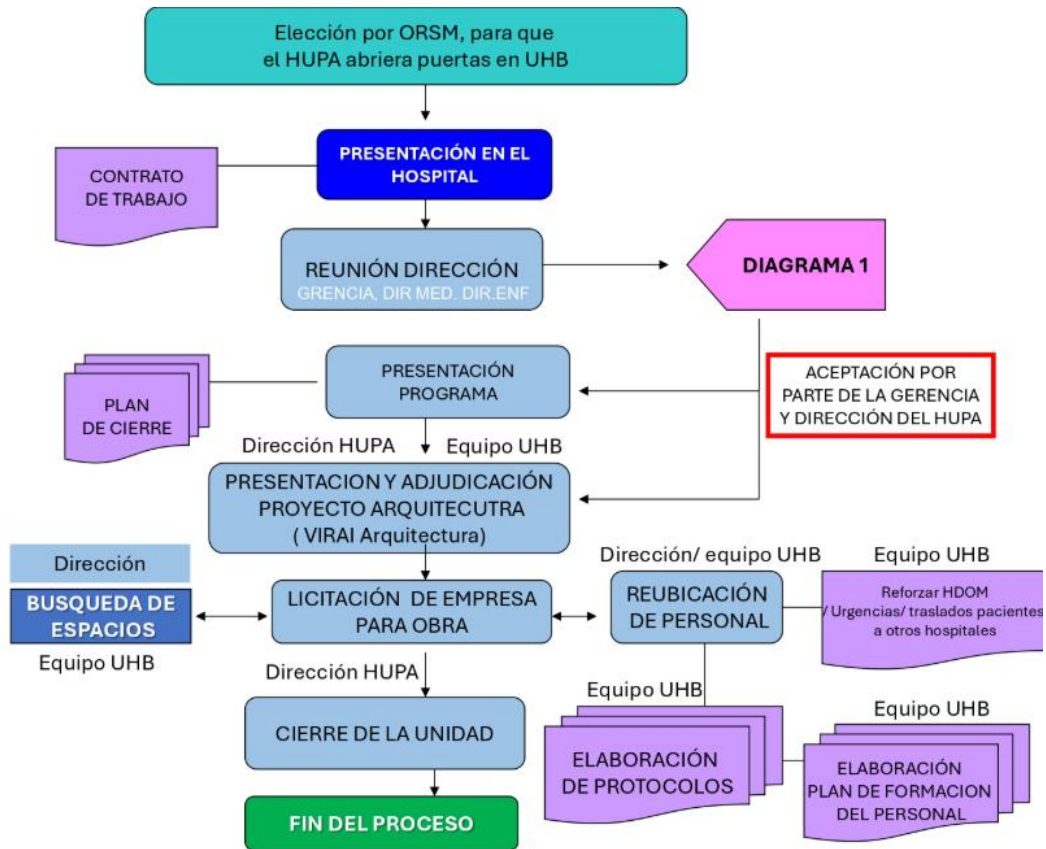 Elección por ORSM, para que
el HUPA abriera puertas en UHB
PRESENTACIÓN EN EL
HOSPITAL
CONTRATO
DE TRABAJO
REUNIÓN DIRECCIÓN
GRENCIA, DIR MED. DIR.ENF
DIAGRAMA 1
PRESENTACIÓN
PROGRAMA
PLAN
DE CIERRE
ACEPTACIÓN POR
PARTE DE LA GERENCIA
Y DIRECCIÓN DEL HUPA
Dirección HUPA
Equipo UHB
PRESENTACION Y ADJUDICACIÓN
PROYECTO ARQUITECUTRA
( VIRAI Arquitectura)
Dirección
BUSQUEDA DE
ESPACIOS
Equipo UHB
LICITACIÓN DE EMPRESA
PARA OBRA
Dirección/ equipo UHB
REUBICACIÓN
DE PERSONAL
Equipo UHB
Reforzar HDOM
/ Urgencias/ traslados pacientes
a otros hospitales
Dirección HUPA
CIERRE DE LA UNIDAD
Equipo UHB
ELABORACIÓN
DE PROTOCOLOS
Equipo UHB
ELABORACIÓN
PLAN DE FORMACION
DEL PERSONAL
FIN DEL PROCESO